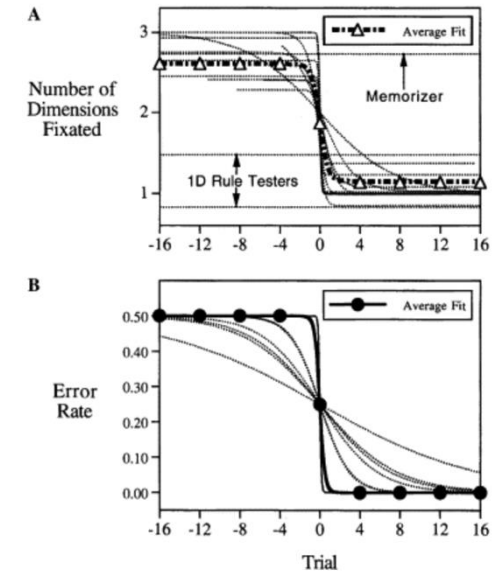 A
Number of
Dimensions
Fixated
3
2
1
Average Fit
Memorizer
1D Rule Testers
-16 -12 -8 -4 0 4 8 12 16
B
Error
Rate
0.50
0.40
0.30
0.20
0.10
0.00
Average Fit
-16 -12 -8 -4 0 4 8 12 16
Trial